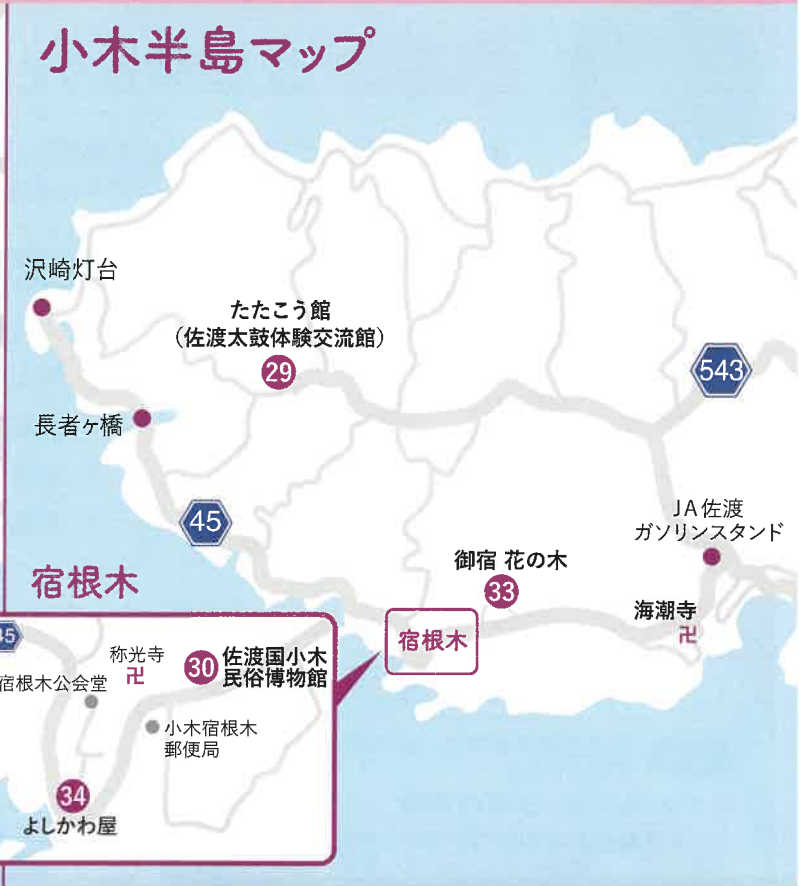 小木半島マップ
沢崎灯台
たたこう館
（佐渡太鼓体験交流館）
29
543
長者ヶ橋
45
JA佐渡
ガソリンスタンド
御宿 花の木
33
海潮寺
宿根木
宿根木
45
称光寺
30
佐渡国小木
民俗博物館
宿根木公会堂
小木宿根木
郵便局
34
よしかわ屋